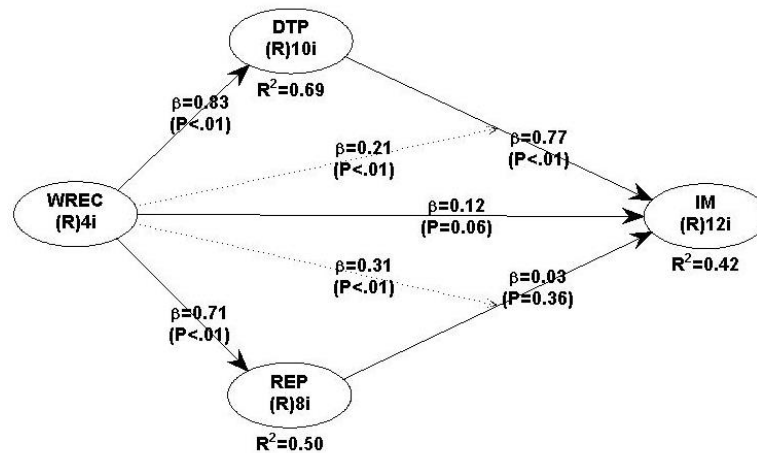 DTP
(R)10i
R²=0.69
β=0.83
(P<.01)
β=0.21
(P<.01)
β=0.77
(P<.01)
WREC
(R)4i
β=0.12
(P=0.06)
IM
(R)12i
R²=0.42
β=0.31
(P<.01)
β=0.03
(P=0.36)
β=0.71
(P<.01)
REP
(R)8i
R²=0.50